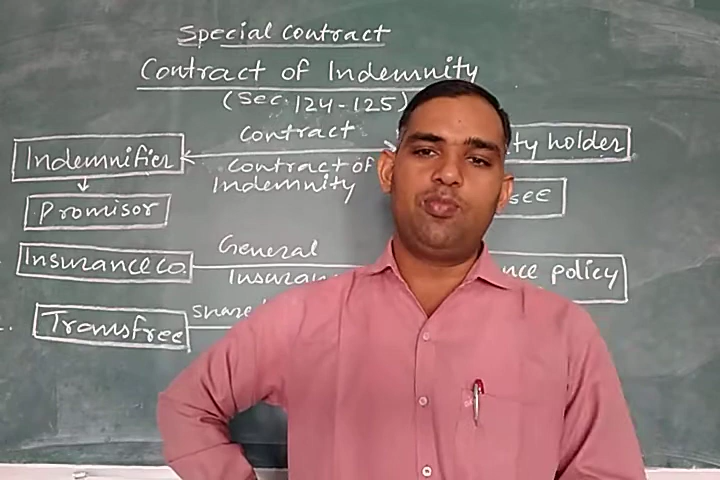 Special Contract
Contract of Indemnity
(Sec. 124-125)
Indemnifier
contract
contract of
Indemnity
ty holder
Promisor
see
Insurance co.
General
Insuran
nce policy
Transfree
share